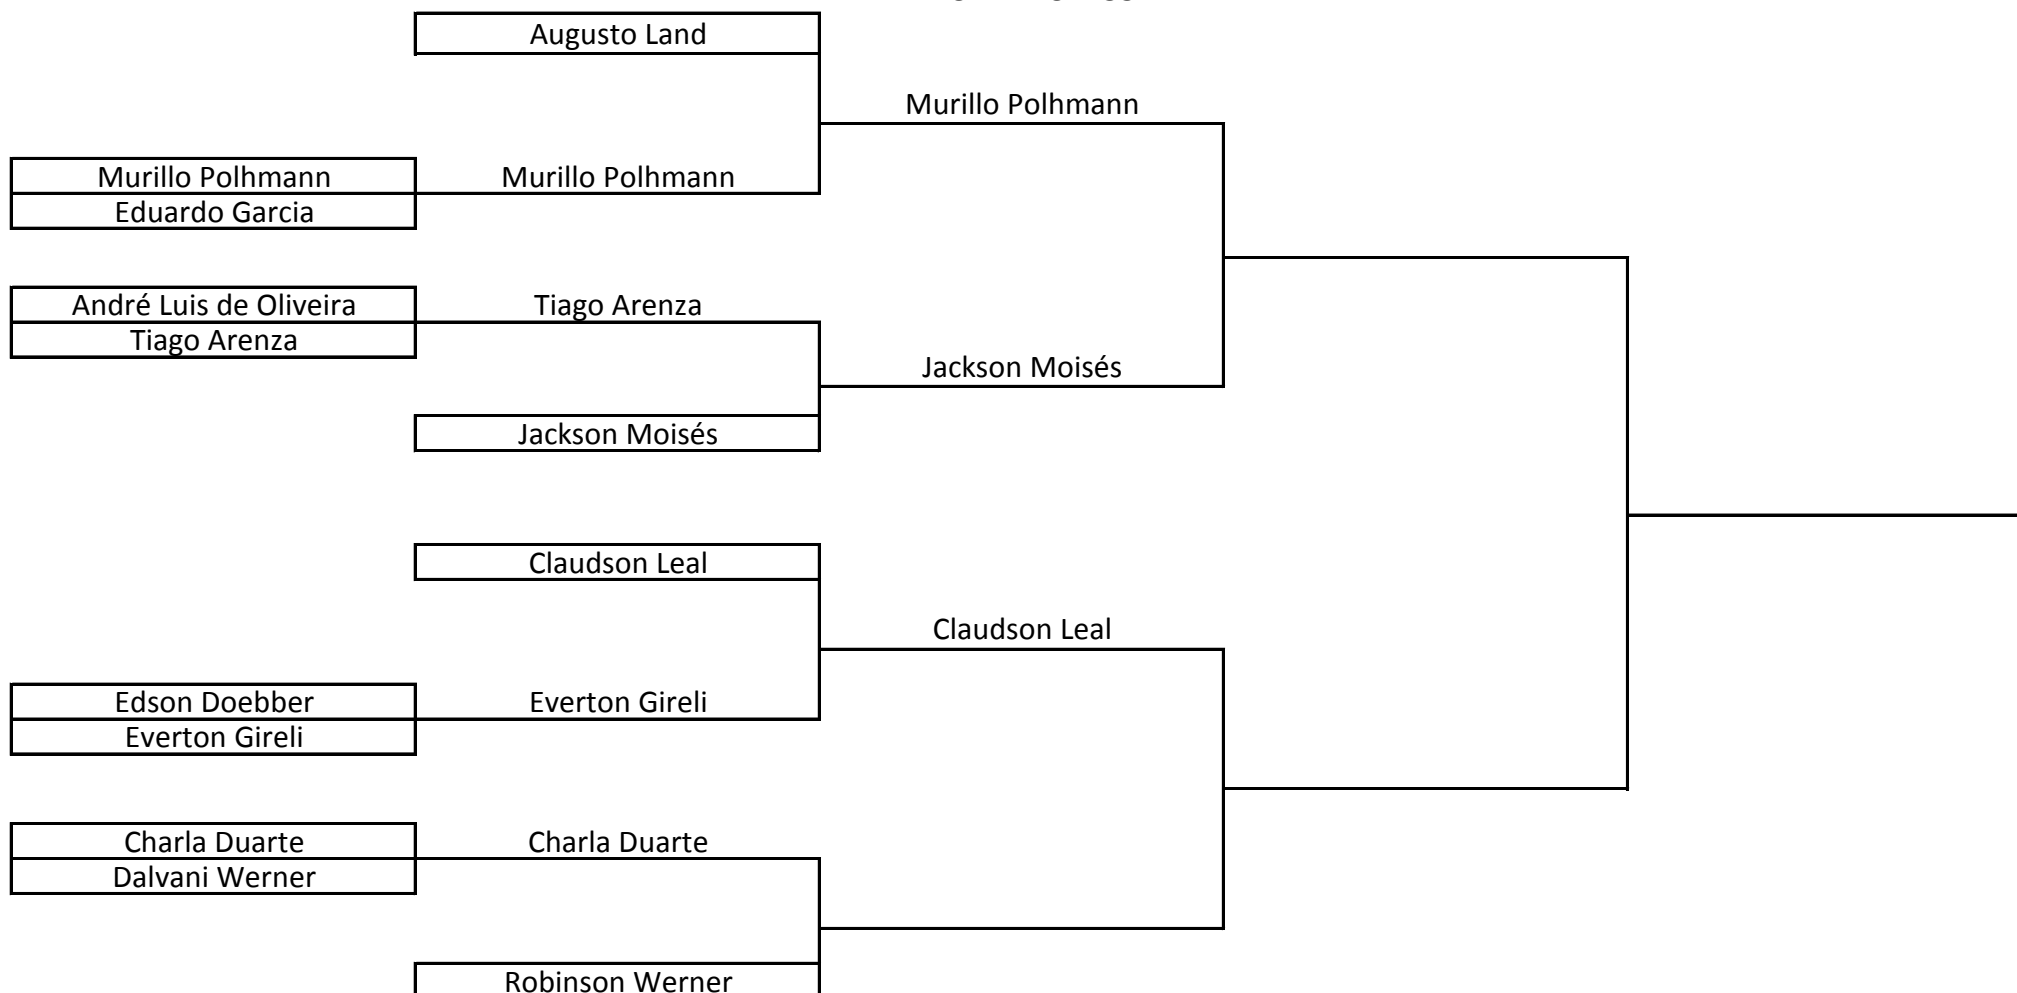 Augusto Land
Murillo Polhmann
Murillo Polhmann
Murillo Polhmann
Eduardo Garcia
André Luis de Oliveira
Tiago Arenza
Tiago Arenza
Jackson Moisés
Jackson Moisés
Claudson Leal
Claudson Leal
Edson Doebber
Everton Gireli
Everton Gireli
Charla Duarte
Charla Duarte
Dalvani Werner
Robinson Werner